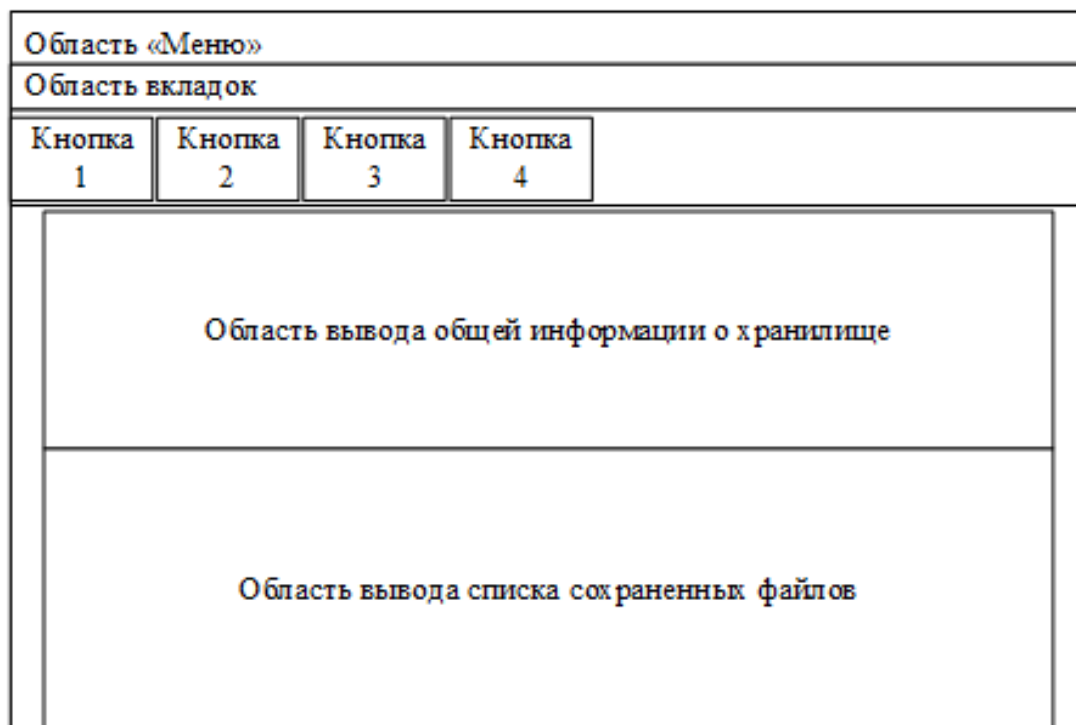 Область «Меню»
Область вкладок
Кнопка Кнопка Кнопка Кнопка
1 2 3 4
Область вывода общей информации о хранилище
Область вывода списка сохраненных файлов